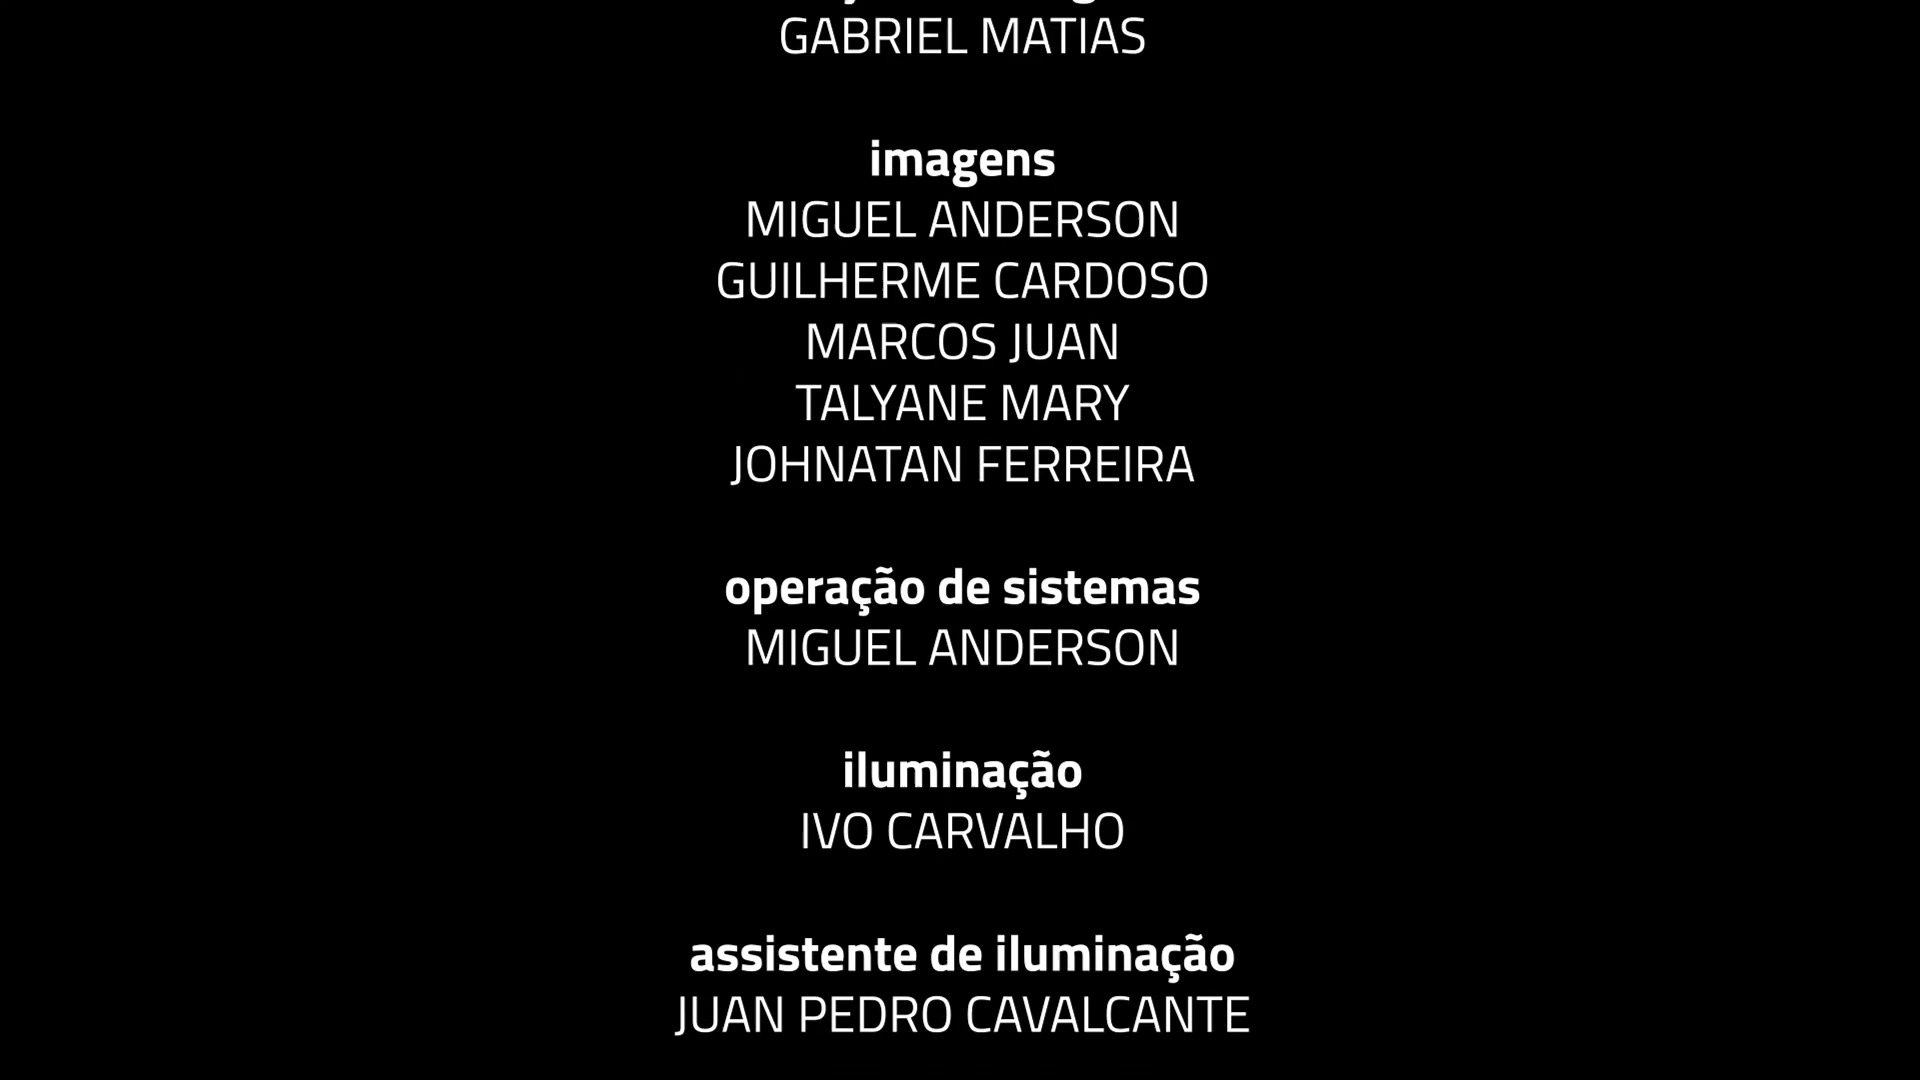 GABRIEL MATIAS
imagens
MIGUEL ANDERSON
GUILHERME CARDOSO
MARCOS JUAN
TALYANE MARY
JOHNATAN FERREIRA
operação de sistemas
MIGUEL ANDERSON
iluminação
IVO CARVALHO
assistente de iluminação
JUAN PEDRO CAVALCANTE